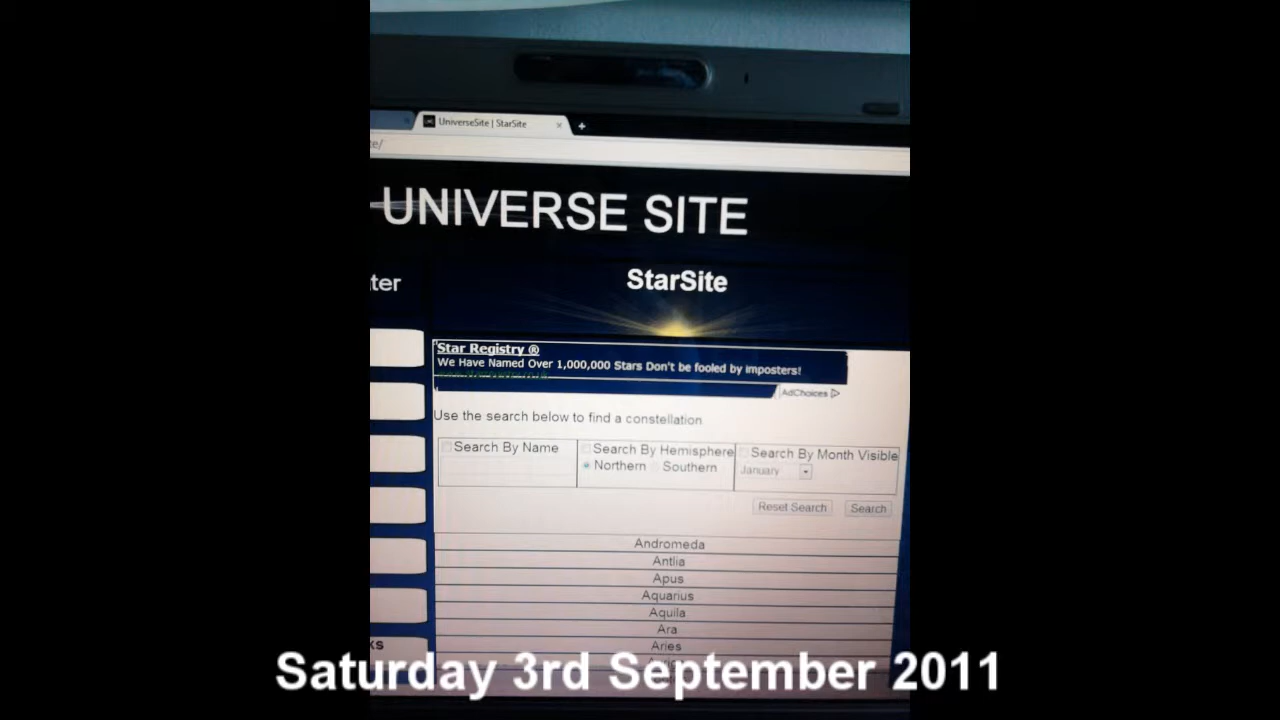 UniverseSite | StarSite
te/
UNIVERSE SITE
StarSite
ter
Star Registry ®
We Have Named Over 1,000,000 Stars Don't be fooled by imposters!
AdChoices
Use the search below to find a constellation
Search By Name
Search By Hemisphere
Northern Southern
Search By Month Visible
January
Reset Search Search
Andromeda
Antlia
Apus
Aquarius
Aquila
Ara
Aries
ks
Saturday 3rd September 2011